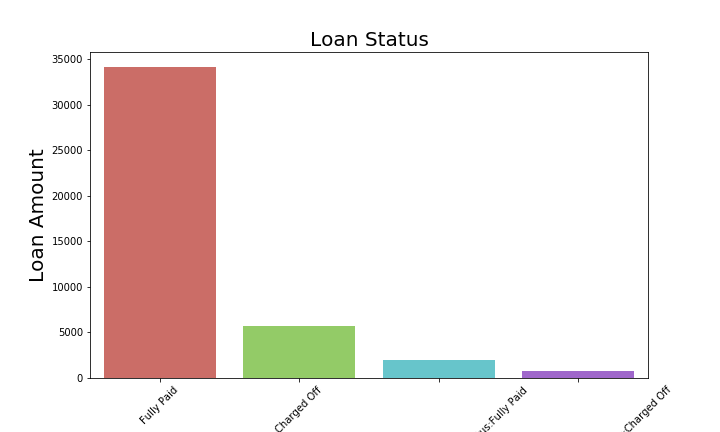 Loan Status
Loan Amount
35000
30000
25000
20000
15000
10000
5000
0
Fully Paid
Charged Off
us:Fully Paid
:Charged Off